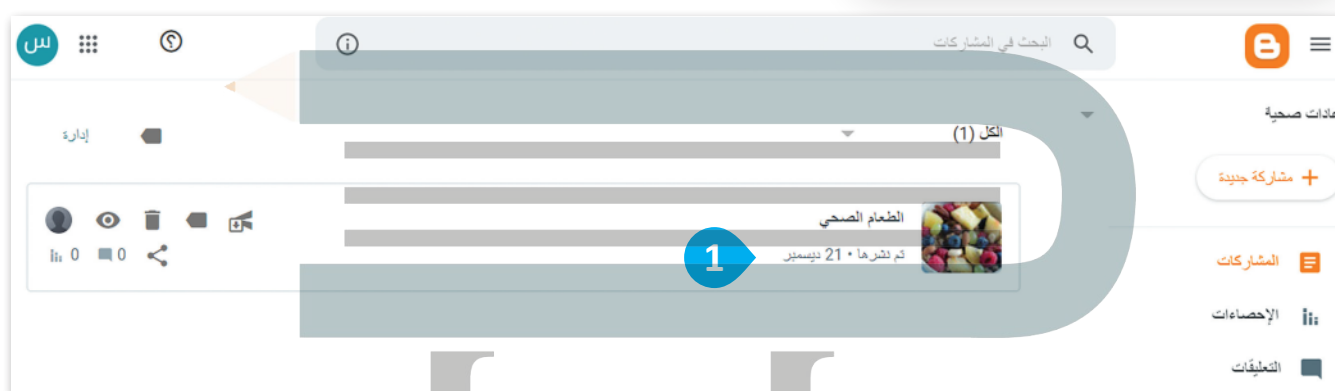 البحث في المشاركات
س
عادات صحية
الكل (1)
إدارة
+ مشاركة جديدة
الطعام الصحي
تم نشرها • 21 ديسمبر
1
0
0
المشاركات
الإحصاءات
التعليقات